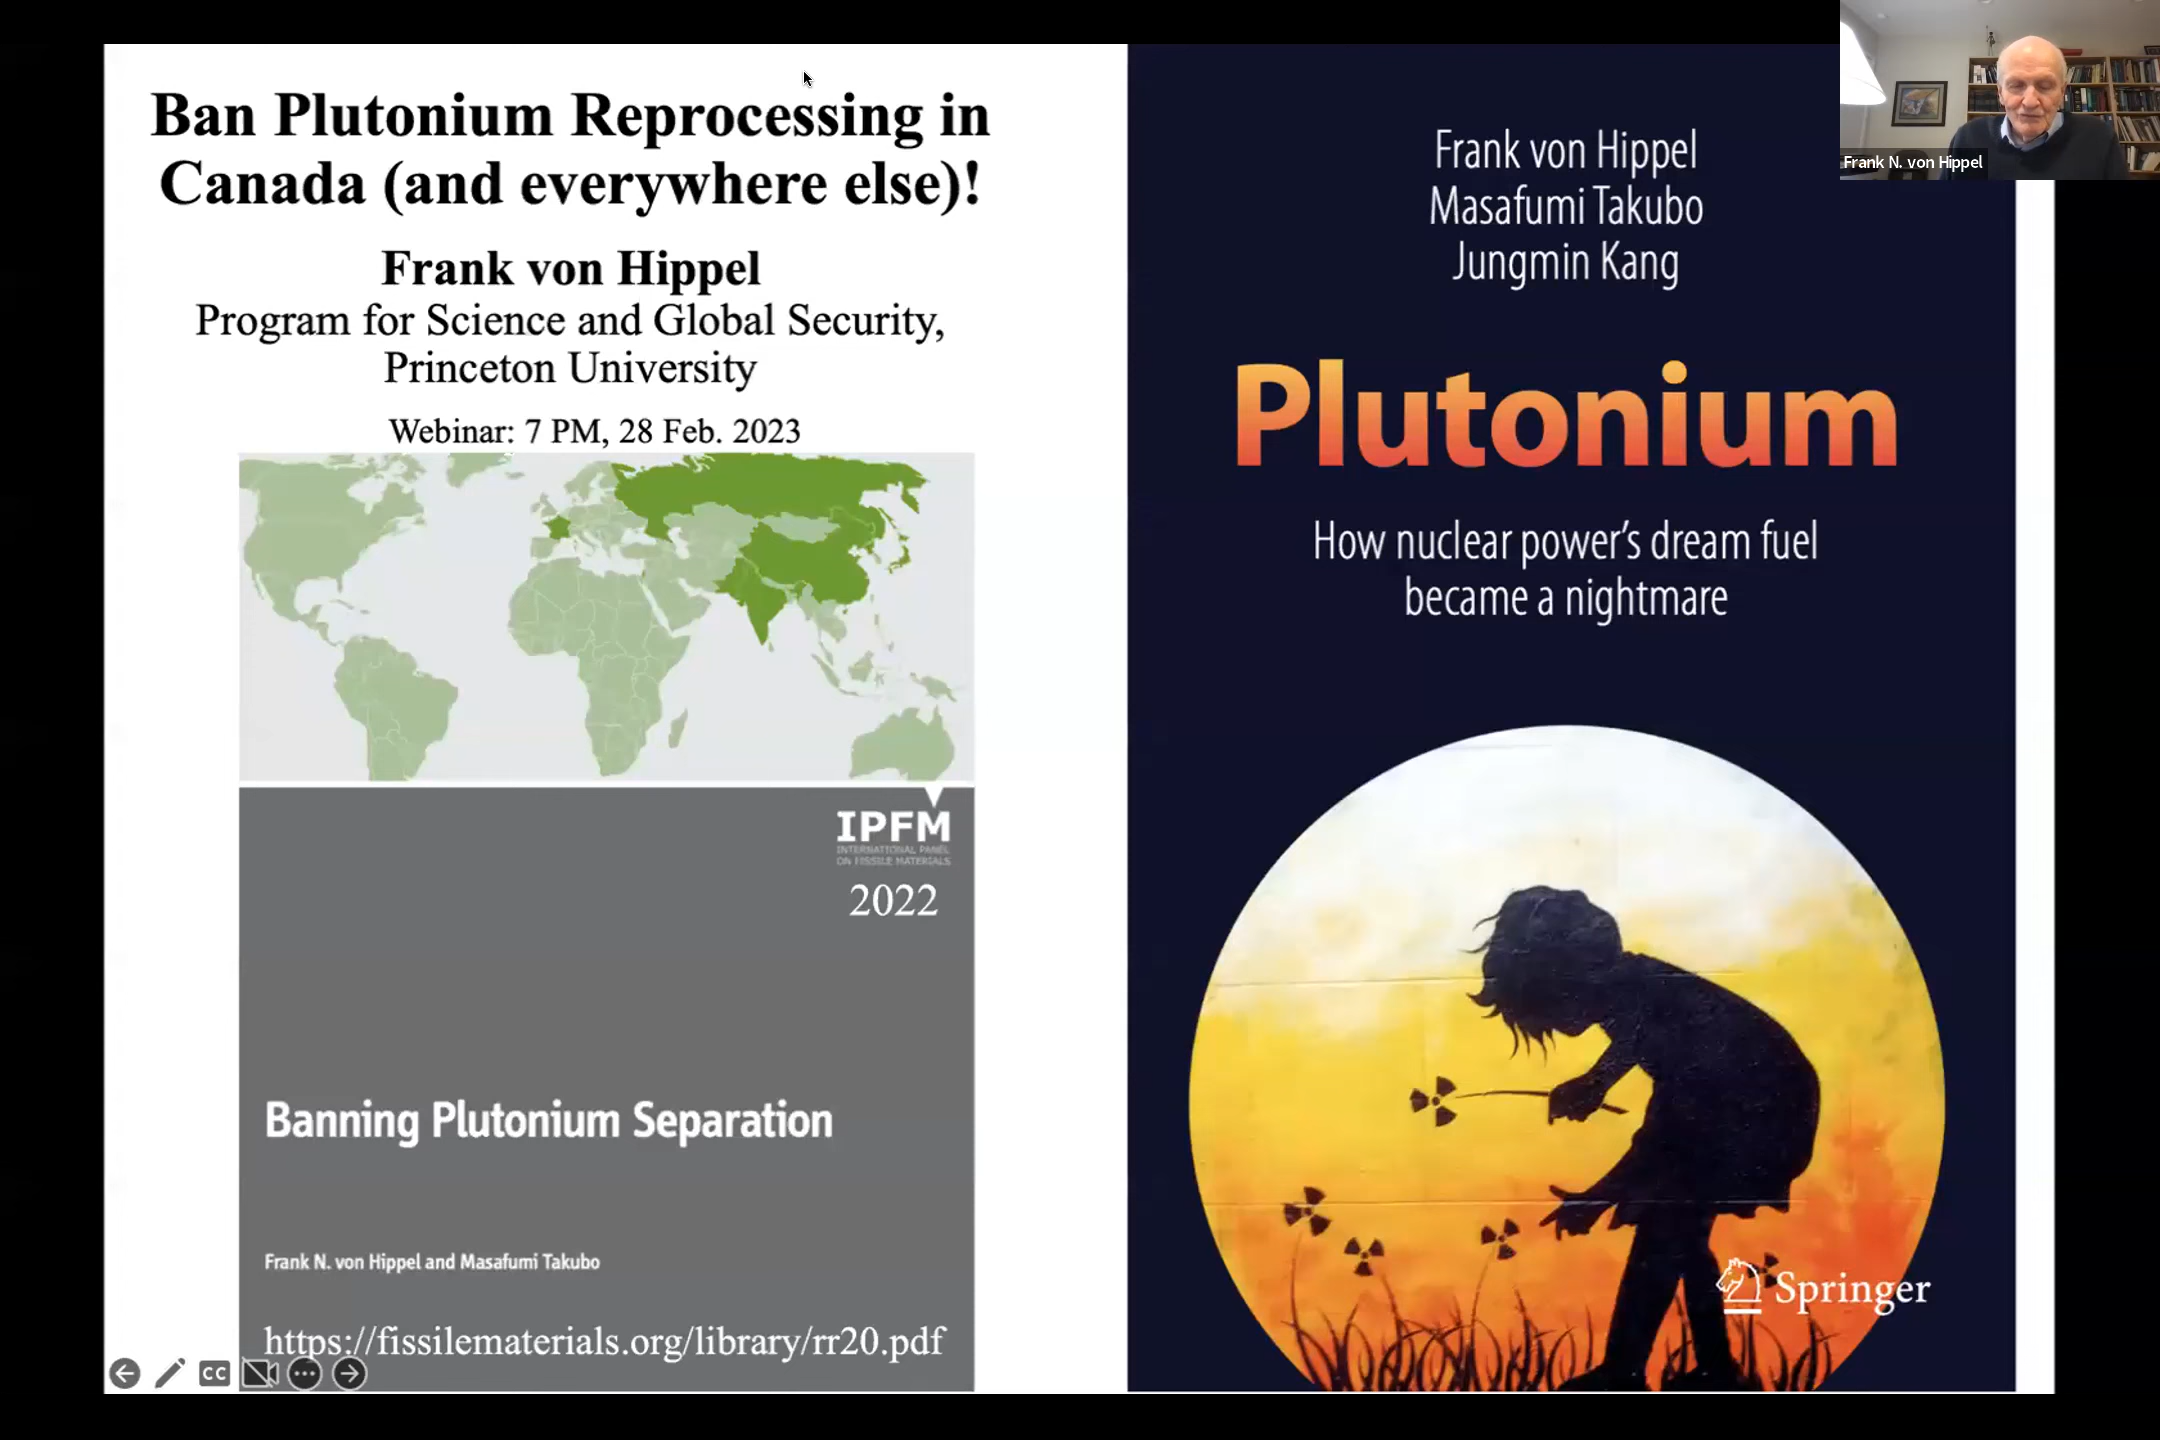 Ban Plutonium Reprocessing in
Canada (and everywhere else)!
Frank von Hippel
Program for Science and Global Security,
Princeton University
Webinar: 7 PM, 28 Feb. 2023
IPFM
INTERNATIONAL PANEL
ON FISSILE MATERIALS
2022
Banning Plutonium Separation
Frank N. von Hippel and Masafumi Takubo
https://fissilematerials.org/library/rr20.pdf
CC
Frank von Hippel
Masafumi Takubo
Jungmin Kang
Plutonium
How nuclear power's dream fuel
became a nightmare
Springer
Frank N. von Hippel